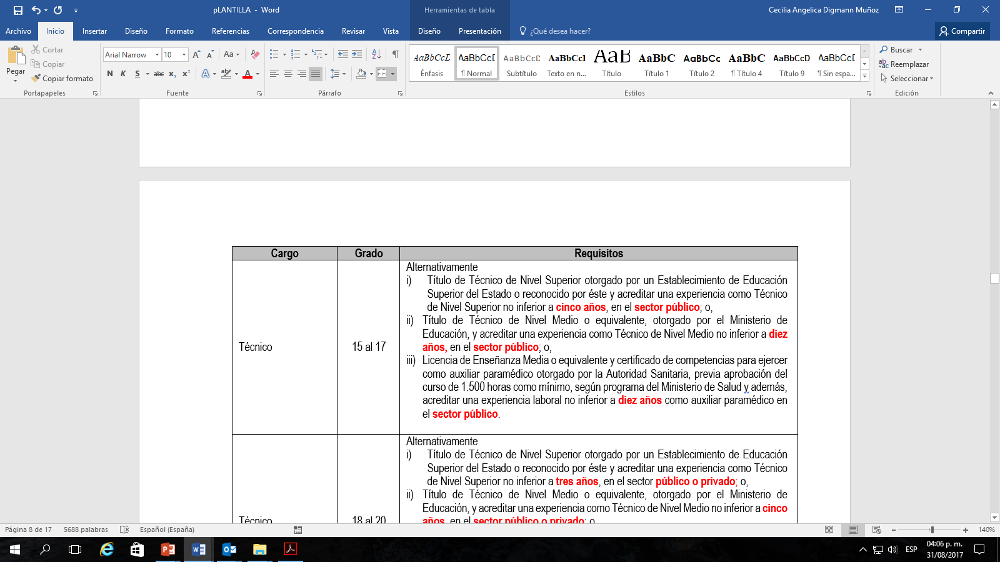 pLANTILLA - Word
Herramientas de tabla
Cecilia Angelica Digmann Muñoz
Archivo Inicio Insertar Diseño Formato Referencias Correspondencia Revisar Vista Diseño Presentación ¿Qué desea hacer? Compartir
Pegar
Cortar
Copiar
Copiar formato
Portapapeles
Arial Narrow 10
N K S abc x₂ x²
Fuente
Párrafo
AaBbCcD AaBbCcD AaBbCcD AaBbCcI AaB AaBbC AaBbCc AaBbC AaBbCcD AaBbCcD
Énfasis ¶ Normal Subtítulo Texto en n... Título Título 1 Título 2 ¶ Título 4 Título 9 ¶ Sin espa...
Estilos
Buscar
Reemplazar
Seleccionar
Edición
Cargo Grado Requisitos
Técnico
15 al 17
Alternativamente
i) Título de Técnico de Nivel Superior otorgado por un Establecimiento de Educación
Superior del Estado o reconocido por éste y acreditar una experiencia como Técnico
de Nivel Superior no inferior a cinco años, en el sector público; o,
ii) Título de Técnico de Nivel Medio o equivalente, otorgado por el Ministerio de
Educación, y acreditar una experiencia como Técnico de Nivel Medio no inferior a diez
años, en el sector público; o,
iii) Licencia de Enseñanza Media o equivalente y certificado de competencias para ejercer
como auxiliar paramédico otorgado por la Autoridad Sanitaria, previa aprobación del
curso de 1.500 horas como mínimo, según programa del Ministerio de Salud y además,
acreditar una experiencia laboral no inferior a diez años como auxiliar paramédico en
el sector público.
Técnico
18 al 20
Alternativamente
i) Título de Técnico de Nivel Superior otorgado por un Establecimiento de Educación
Superior del Estado o reconocido por éste y acreditar una experiencia como Técnico
de Nivel Superior no inferior a tres años, en el sector público o privado; o,
ii) Título de Técnico de Nivel Medio o equivalente, otorgado por el Ministerio de
Educación, y acreditar una experiencia como Técnico de Nivel Medio no inferior a cinco
años, en el sector público o privado; o
Página 8 de 17 5688 palabras Español (España) 140%
ESP
04:06 p. m.
31/08/2017